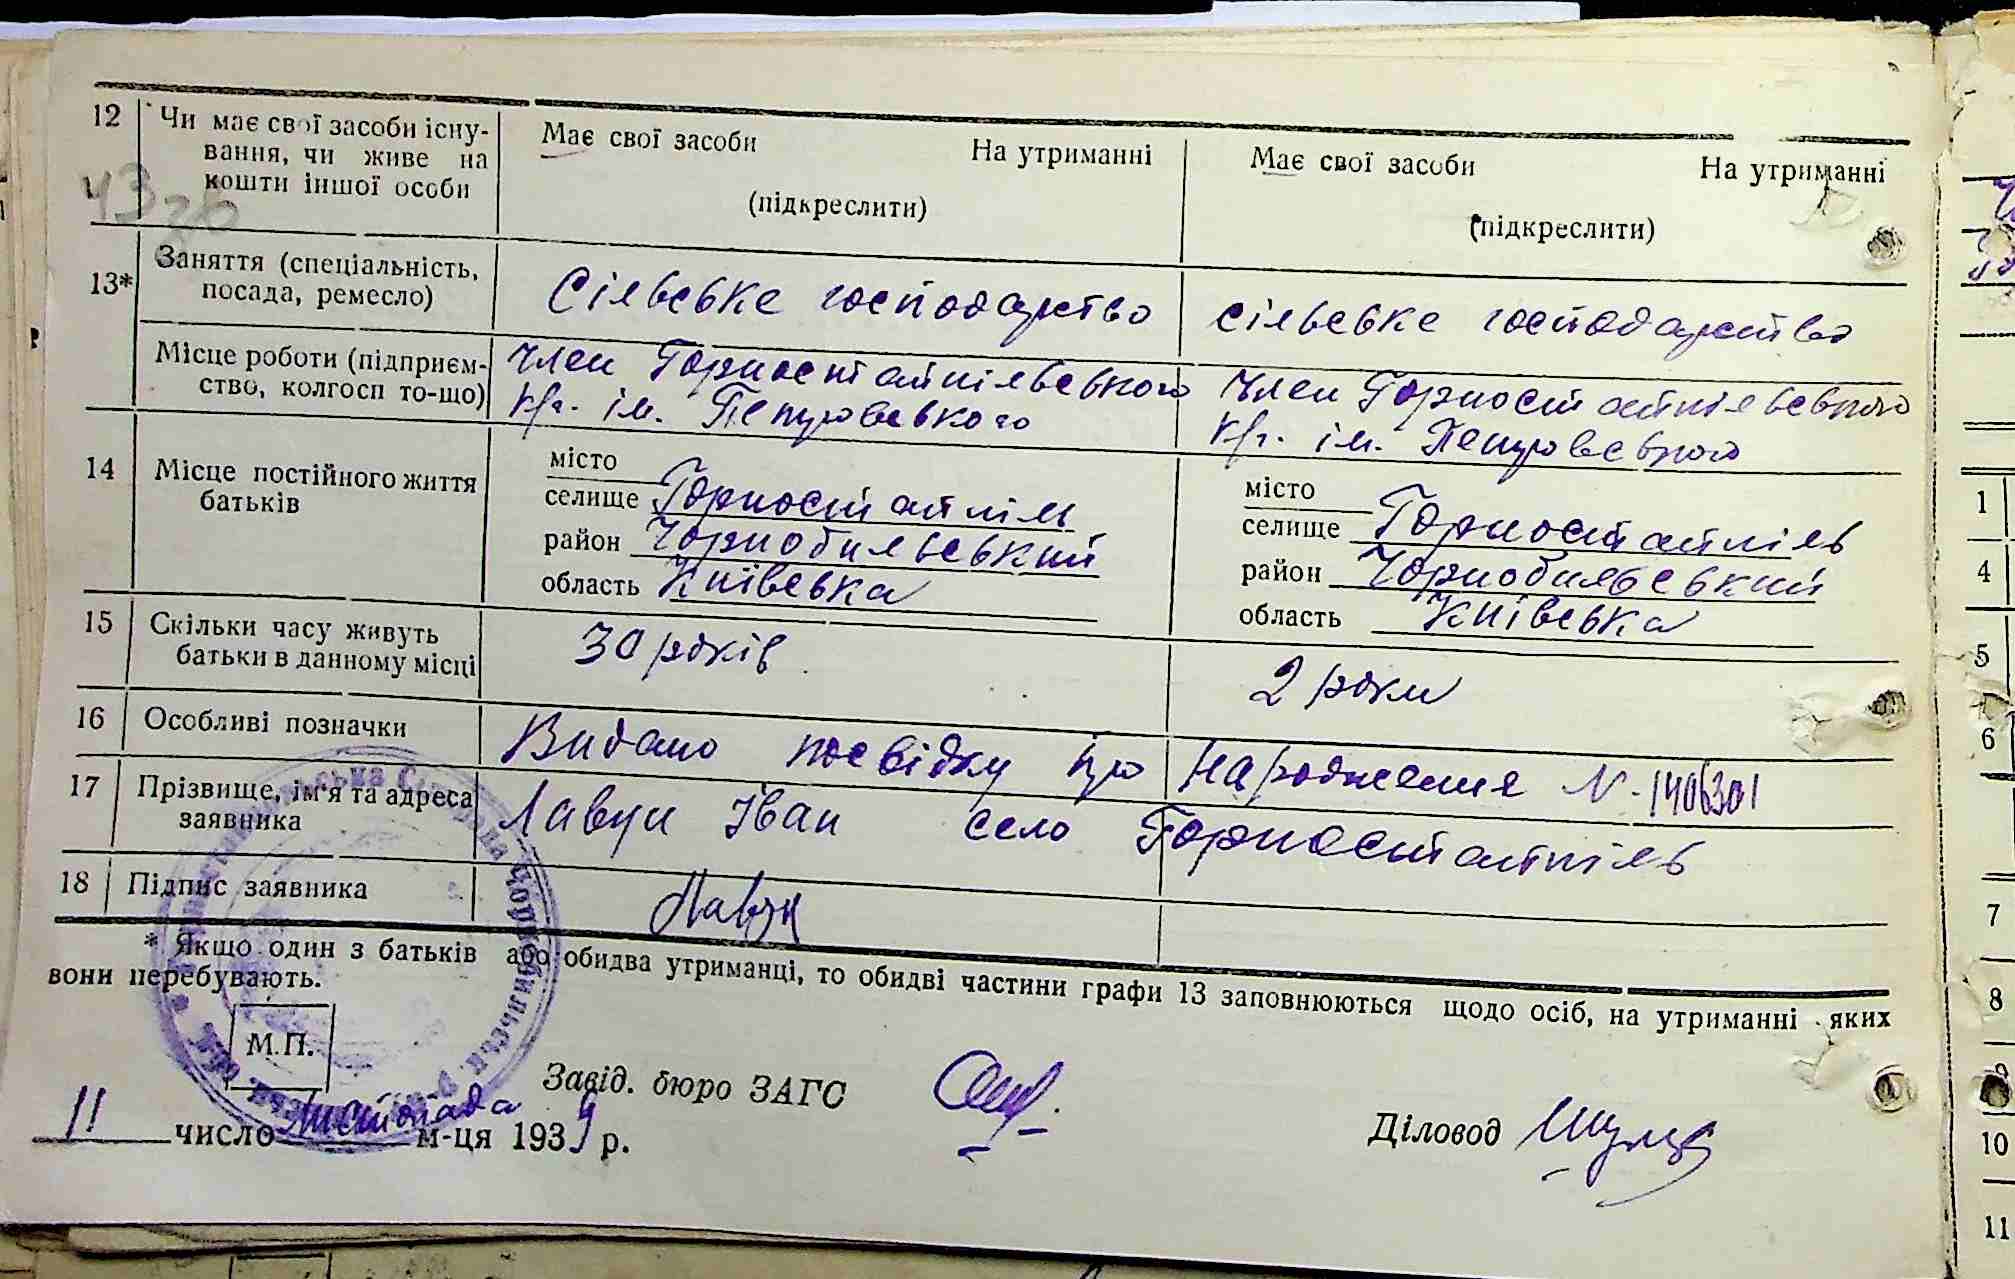 12 Чи має свої засоби існу-
вання, чи живе на
кошти іншої особи
Має свої засоби На утриманні
(підкреслити)
Має свої засоби На утриманні
(підкреслити)
13* Заняття (спеціальність,
посада, ремесло)
Сільське господарство
сільське господарство
Місце роботи (підприєм-
ство, колгосп то-що)
член Горностайпільського
к/г. ім. Петровського
член Горностайпільського
к/г. ім. Петровського
14 Місце постійного життя
батьків
місто
селище Горностайпіль
район Чорнобильський
область Київська
місто
селище Горностайпіль
район Чорнобильський
область Київська
15 Скільки часу живуть
батьки в данному місці
30 років
2 роки
16 Особливі позначки
Видано посвідку про народження N-1406301
17 Прізвище, ім'я та адреса
заявника
Лавун Іван село Горностайпіль
18 Підпис заявника
Лавун
* Якщо один з батьків або обидва утриманці, то обидві частини графи 13 заповнюються щодо осіб, на утриманні яких
вони перебувають.
М.П.
Завід. бюро ЗАГС
11 число листопада м-ця 1939 р.
Діловод
1
4
5
6
7
8
9
10
11